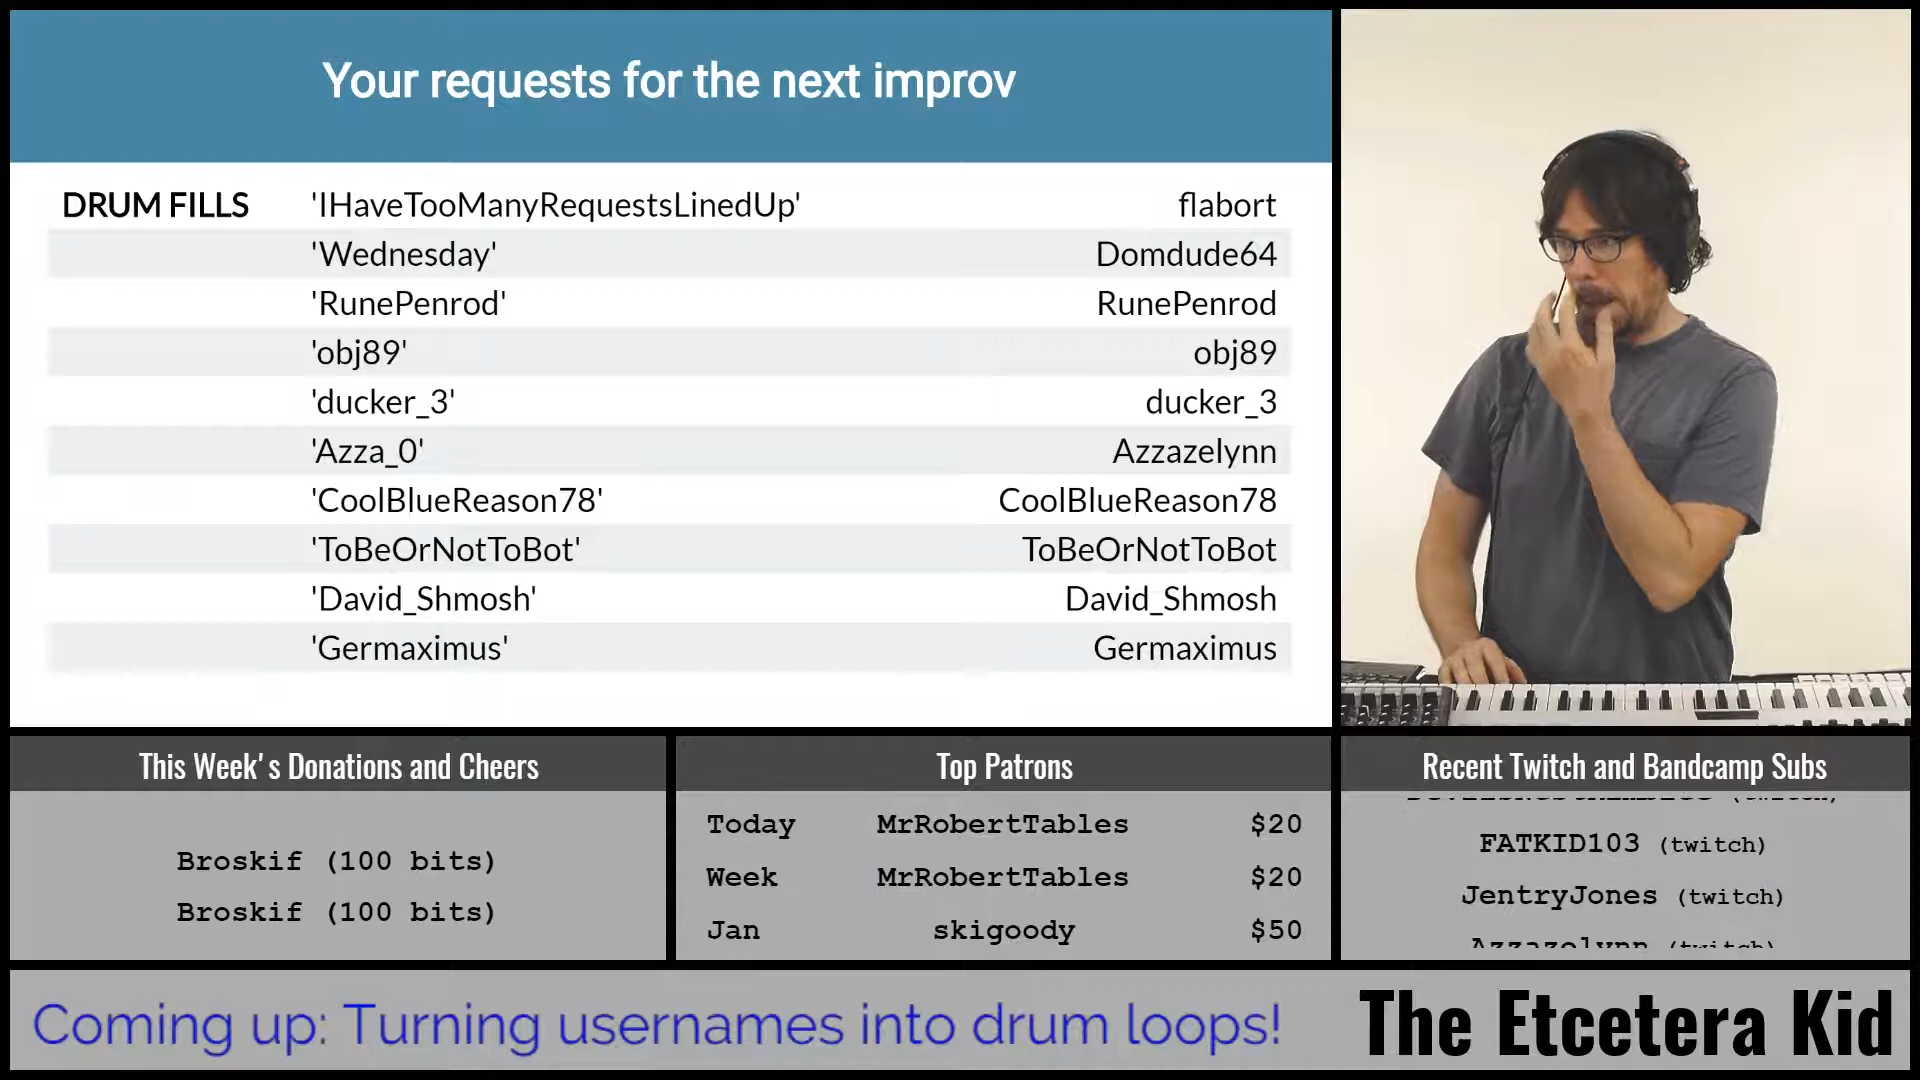 Your requests for the next improv
DRUM FILLS 'IHaveTooManyRequestsLinedUp' flabort
'Wednesday' Domdude64
'RunePenrod' RunePenrod
'obj89' obj89
'ducker_3' ducker_3
'Azza_0' Azzazelynn
'CoolBlueReason78' CoolBlueReason78
'ToBeOrNotToBot' ToBeOrNotToBot
'David_Shmosh' David_Shmosh
'Germaximus' Germaximus
This Week's Donations and Cheers
Broskif (100 bits)
Broskif (100 bits)
Top Patrons
Today MrRobertTables $20
Week MrRobertTables $20
Jan skigoody $50
Recent Twitch and Bandcamp Subs
FATKID103 (twitch)
JentryJones (twitch)
Azzazelynn (twitch)
Coming up: Turning usernames into drum loops!
The Etcetera Kid